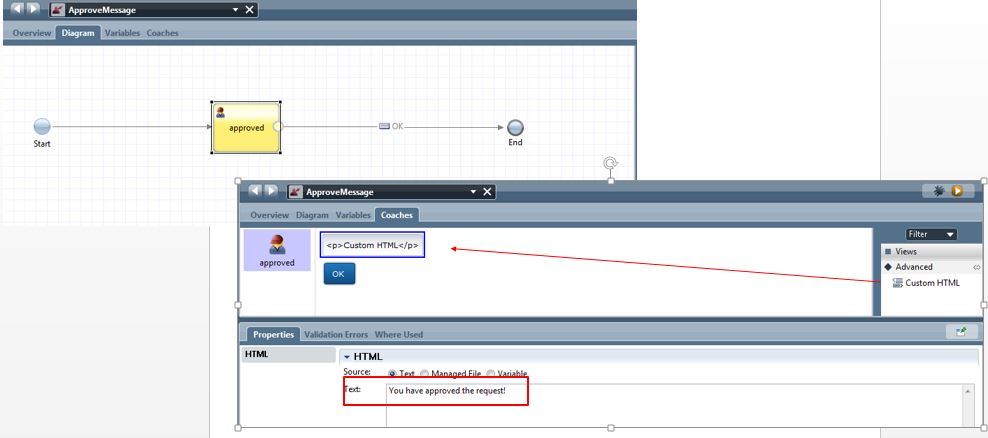 ApproveMessage
Overview Diagram Variables Coaches
Start
approved
OK
End
ApproveMessage
Overview Diagram Variables Coaches
approved
<p>Custom HTML</p>
OK
Filter
Views
Advanced
Custom HTML
Properties Validation Errors Where Used
HTML
HTML
Source: Text Managed File Variable
Text: You have approved the request!